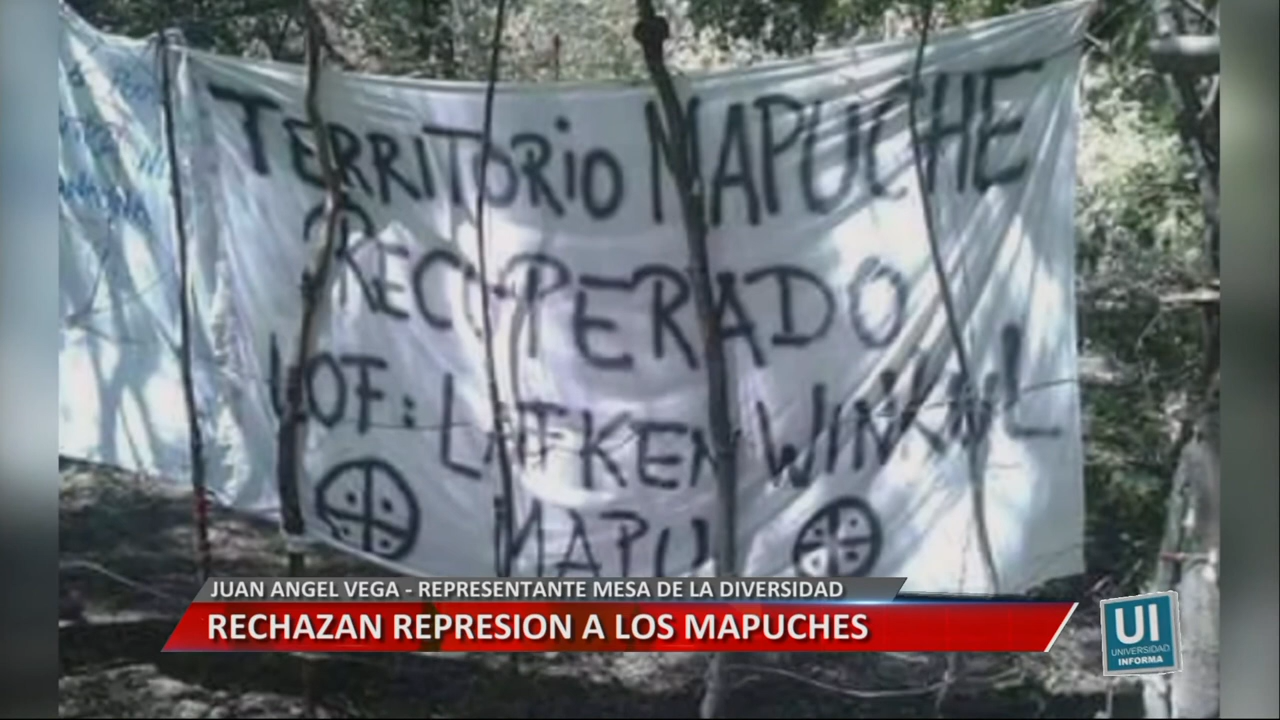 TERRITORIO MAPUCHE
RECUPERADO
LOF: LAFKEN WINKUL
MAPU
JUAN ANGEL VEGA - REPRESENTANTE MESA DE LA DIVERSIDAD
RECHAZAN REPRESION A LOS MAPUCHES
UI
UNIVERSIDAD
INFORMA